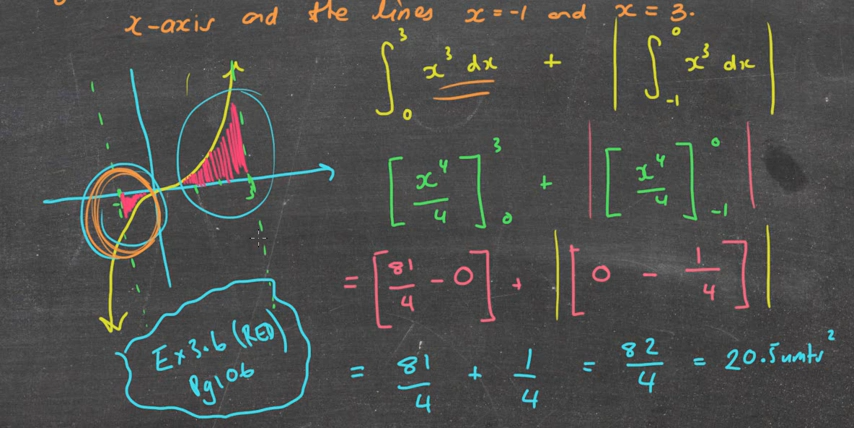 x-axis and the lines x = -1 and x = 3.
∫₀³ x³ dx + | ∫₋₁⁰ x³ dx |
[x⁴/4]₀³ + | [x⁴/4]₋₁⁰ |
= [81/4 - 0] + | [0 - 1/4] |
= 81/4 + 1/4 = 82/4 = 20.5 units²
3
Ex 3.6 (RED)
Pg 106